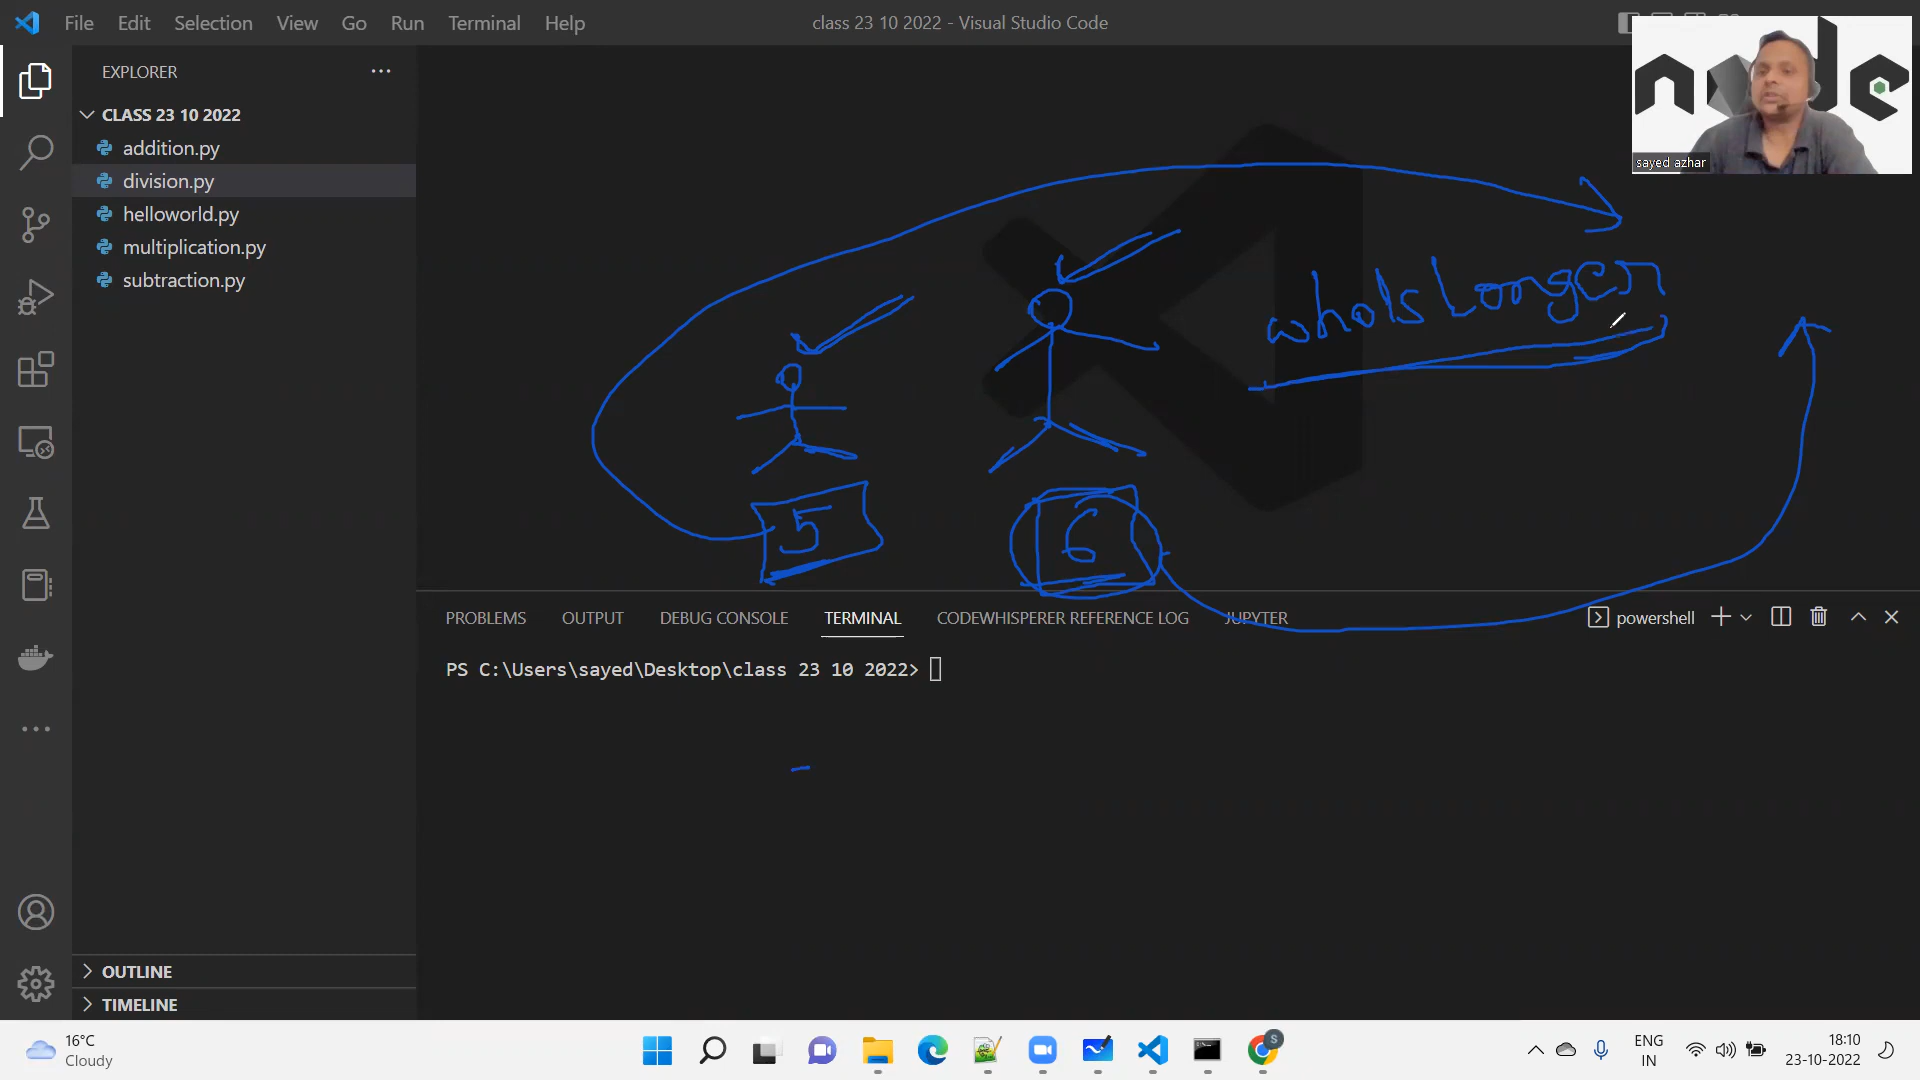 File Edit Selection View Go Run Terminal Help
class 23 10 2022 - Visual Studio Code
node
sayed azhar
EXPLORER
CLASS 23 10 2022
addition.py
division.py
helloworld.py
multiplication.py
subtraction.py
whoIsLonger
5
6
PROBLEMS OUTPUT DEBUG CONSOLE TERMINAL CODEWHISPERER REFERENCE LOG JUPYTER
powershell
PS C:\Users\sayed\Desktop\class 23 10 2022>
OUTLINE
TIMELINE
16°C
Cloudy
S
ENG
IN
18:10
23-10-2022